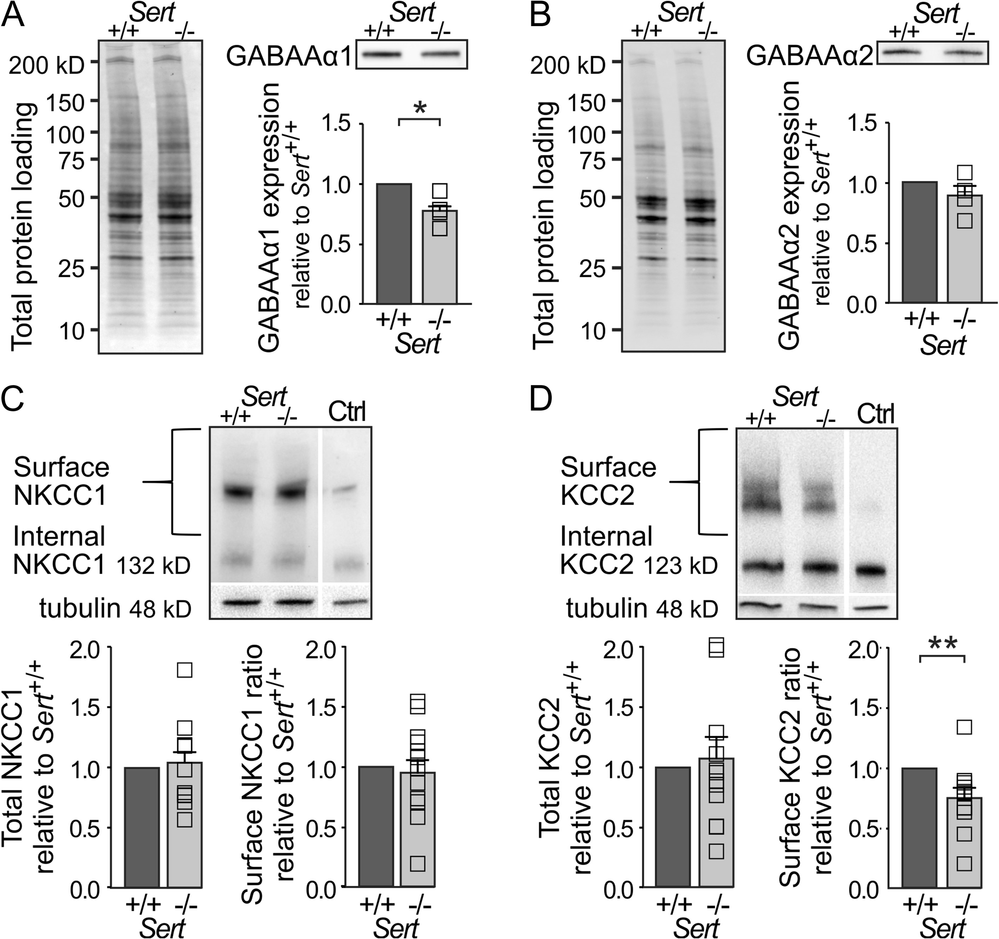 A
Sert
+/+ -/-
200 kD
150
100
75
50
25
10
Total protein loading
Sert
+/+ -/-
GABAAα1
GABAAα1 expression
relative to Sert+/+
*
1.5
1.0
0.5
0.0
+/+ -/-
Sert
B
Sert
+/+ -/-
200 kD
150
100
75
50
25
10
Total protein loading
Sert
+/+ -/-
GABAAα2
GABAAα2 expression
relative to Sert+/+
1.5
1.0
0.5
0.0
+/+ -/-
Sert
C
Sert
+/+ -/- Ctrl
Surface
NKCC1
Internal
NKCC1 132 kD
tubulin 48 kD
Total NKCC1
relative to Sert+/+
2.0
1.5
1.0
0.5
0.0
+/+ -/-
Sert
Surface NKCC1 ratio
relative to Sert+/+
2.0
1.5
1.0
0.5
0.0
+/+ -/-
Sert
D
Sert
+/+ -/- Ctrl
Surface
KCC2
Internal
KCC2 123 kD
tubulin 48 kD
Total KCC2
relative to Sert+/+
2.0
1.5
1.0
0.5
0.0
+/+ -/-
Sert
Surface KCC2 ratio
relative to Sert+/+
**
2.0
1.5
1.0
0.5
0.0
+/+ -/-
Sert